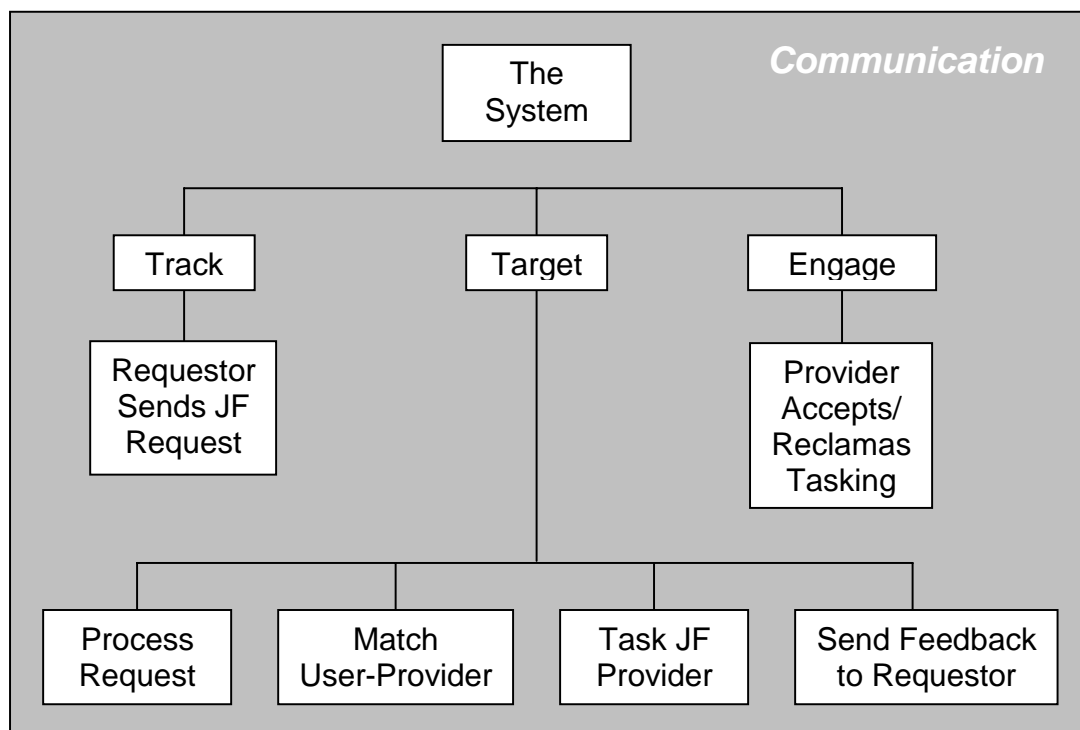 Communication
The
System
Track
Target
Engage
Requestor
Sends JF
Request
Provider
Accepts/
Reclamas
Tasking
Process
Request
Match
User-Provider
Task JF
Provider
Send Feedback
to Requestor